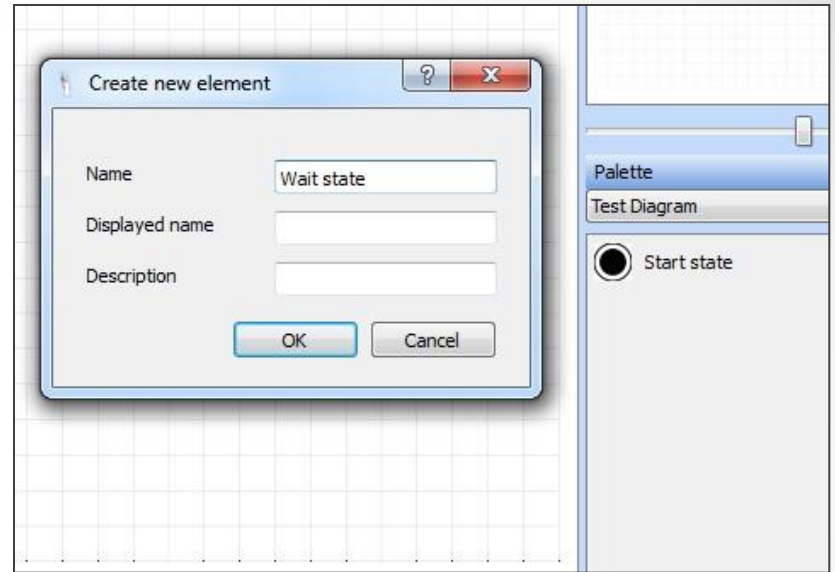 Create new element
Name
Wait state
Displayed name
Description
OK
Cancel
Palette
Test Diagram
Start state